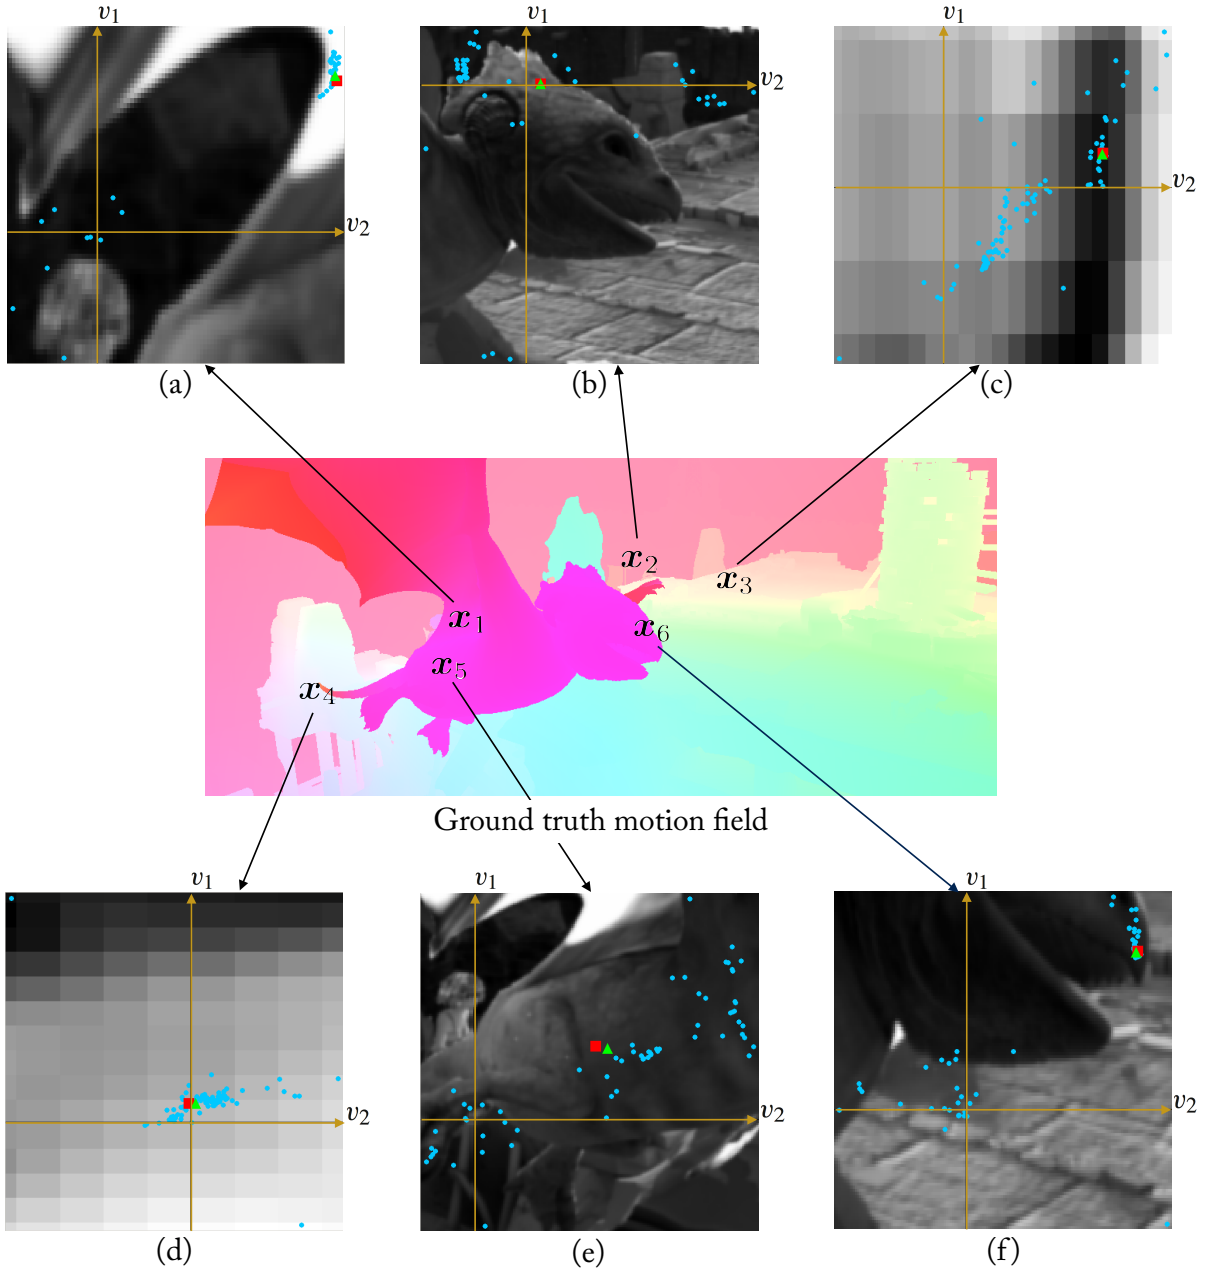 v₁ v₁ v₁
v₂ v₂ v₂
(a) (b) (c)
x₂
x₃
x₁
x₆
x₅
x₄
Ground truth motion field
v₁ v₁ v₁
v₂ v₂ v₂
(d) (e) (f)